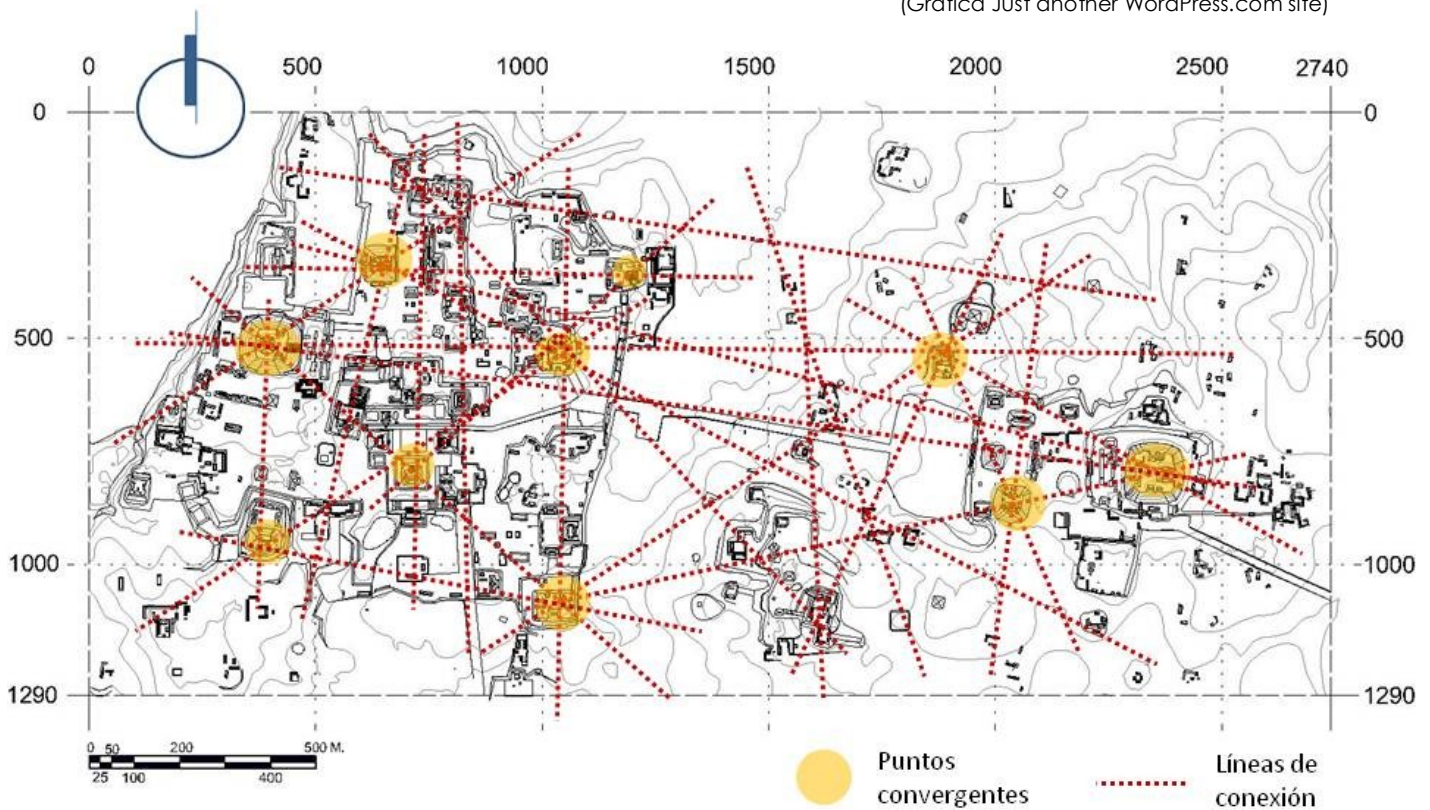 (Gráfica Just another WordPress.com site)
0 500 1000 1500 2000 2500 2740
0 0
500 500
1000 1000
1290 1290
0 50 200 500 M.
25 100 400
Puntos
convergentes
Líneas de
conexión